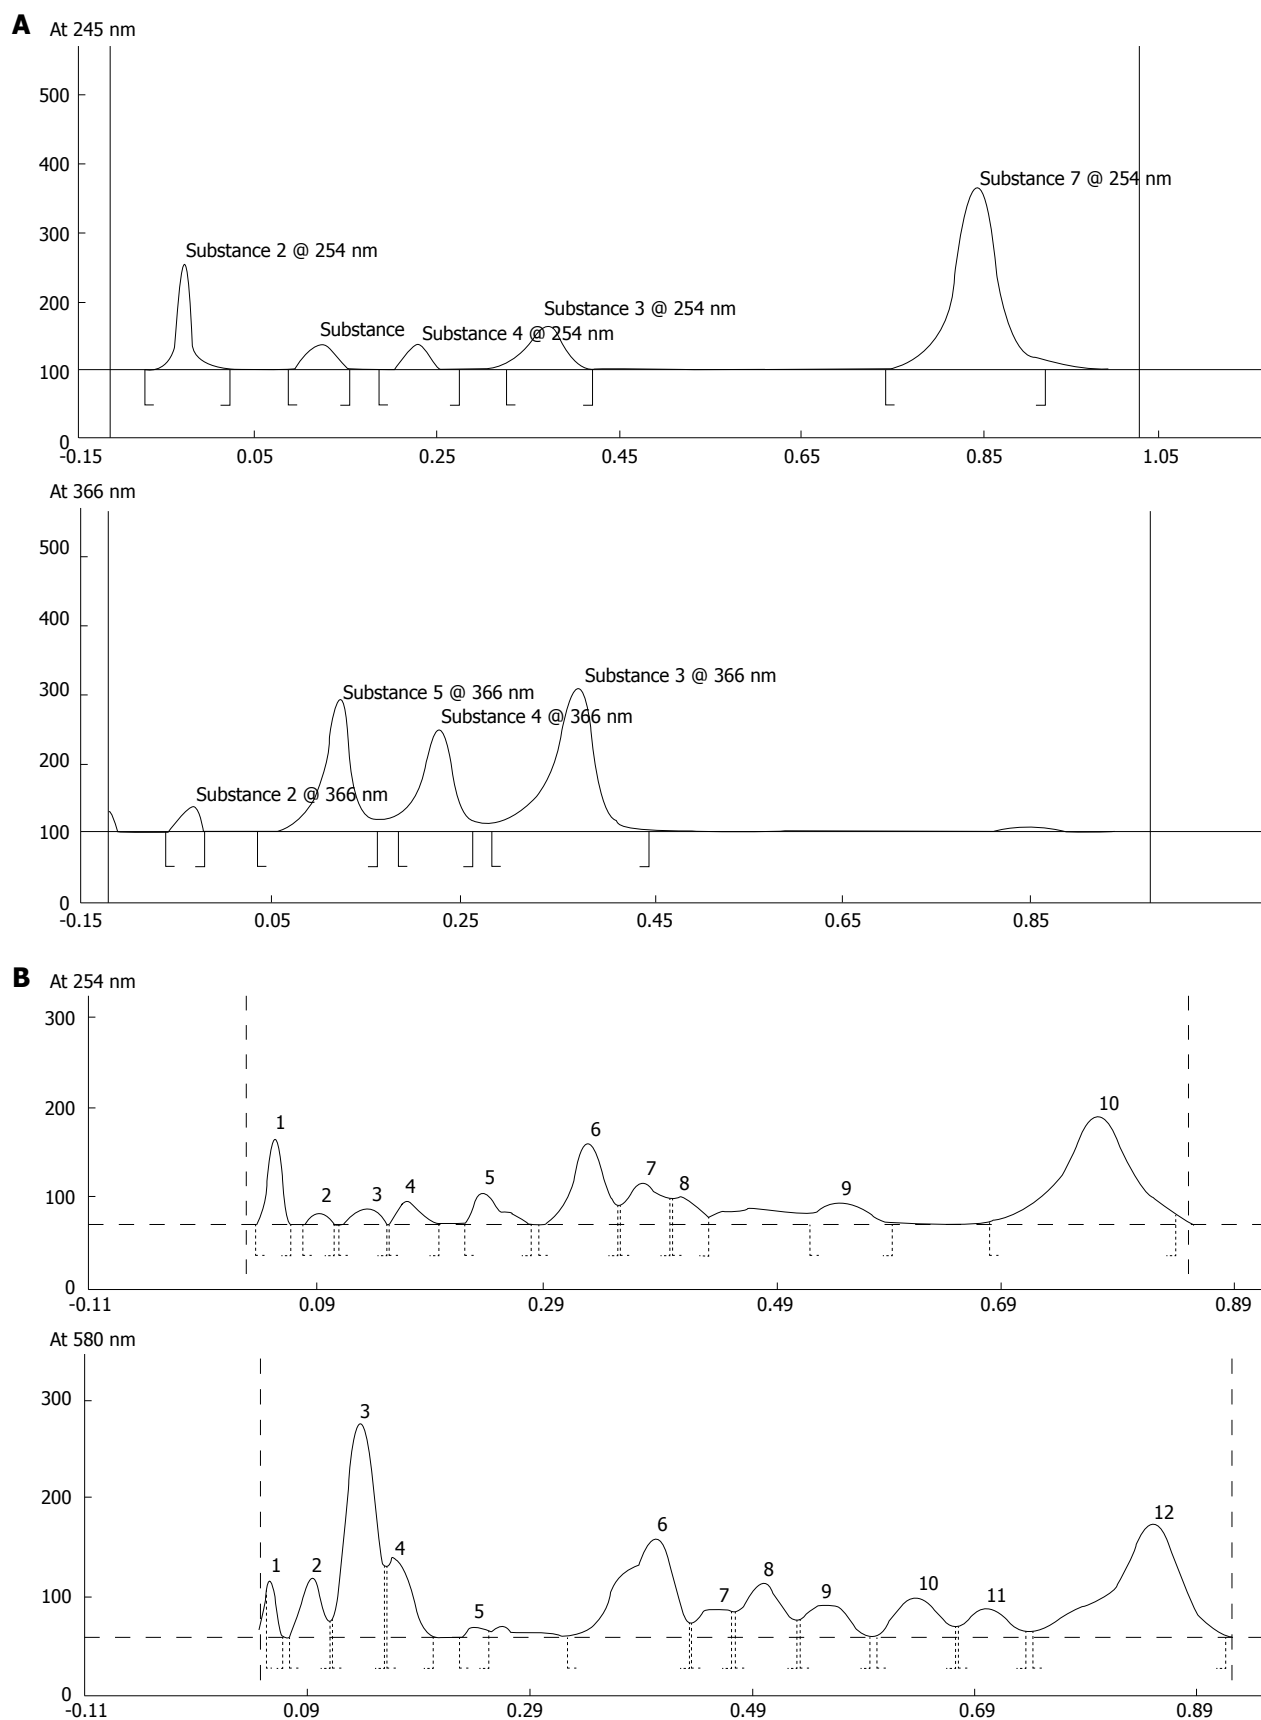 A At 245 nm
500
400
300
200
100
0
Substance 2 @ 254 nm
Substance
Substance 4 @ 254 nm
Substance 3 @ 254 nm
Substance 7 @ 254 nm
-0.15 0.05 0.25 0.45 0.65 0.85 1.05
At 366 nm
500
400
300
200
100
0
Substance 2 @ 366 nm
Substance 5 @ 366 nm
Substance 4 @ 366 nm
Substance 3 @ 366 nm
-0.15 0.05 0.25 0.45 0.65 0.85
B At 254 nm
300
200
100
0
1 2 3 4 5 6 7 8 9 10
-0.11 0.09 0.29 0.49 0.69 0.89
At 580 nm
300
200
100
0
1 2 3 4 5 6 7 8 9 10 11 12
-0.11 0.09 0.29 0.49 0.69 0.89